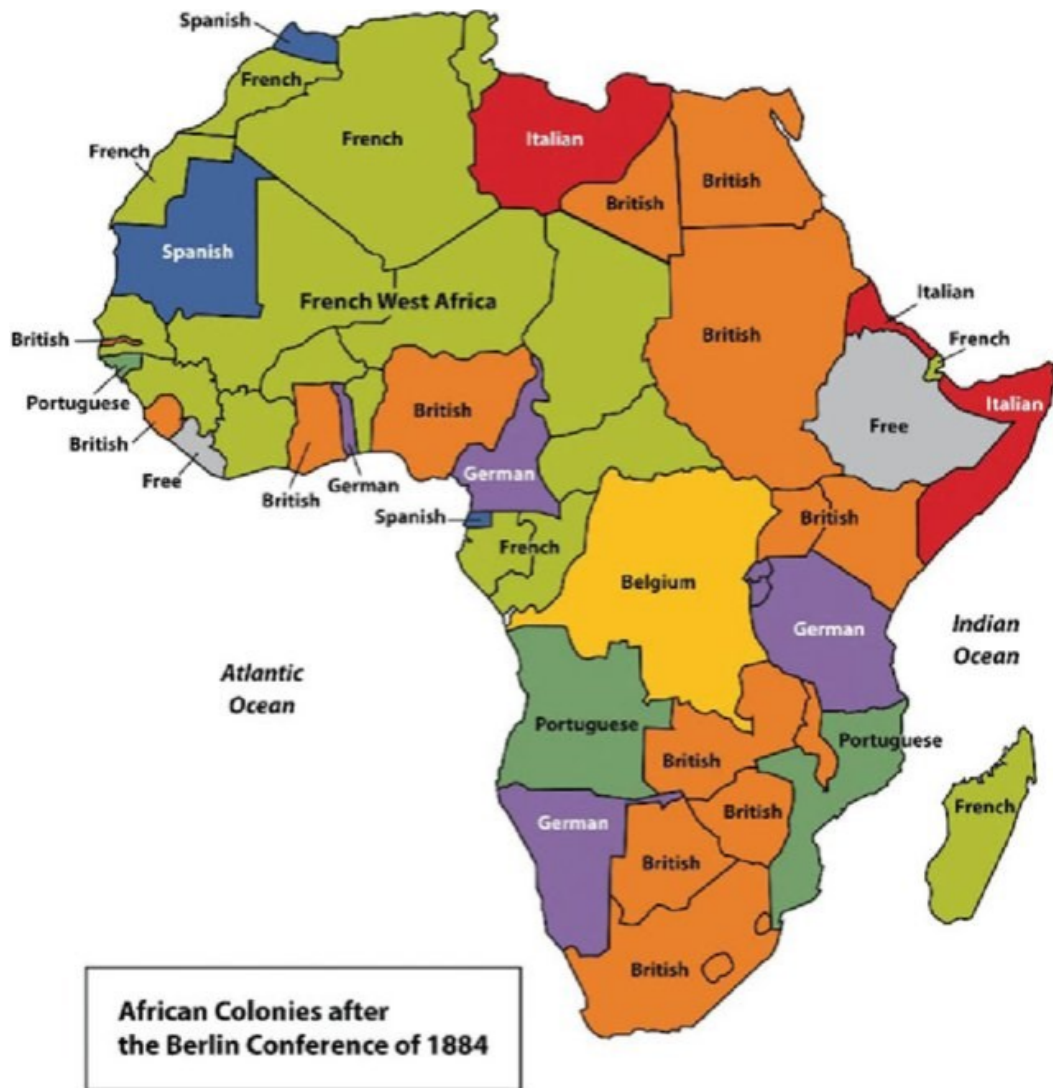 Spanish
French
French
French
Italian
British
British
Spanish
French West Africa
Italian
British
British
French
Portuguese
British
Italian
British
Free
Free
British
German
German
Spanish
British
French
Belgium
German
Indian
Ocean
Atlantic
Ocean
Portuguese
Portuguese
British
French
German
British
British
British
African Colonies after
the Berlin Conference of 1884